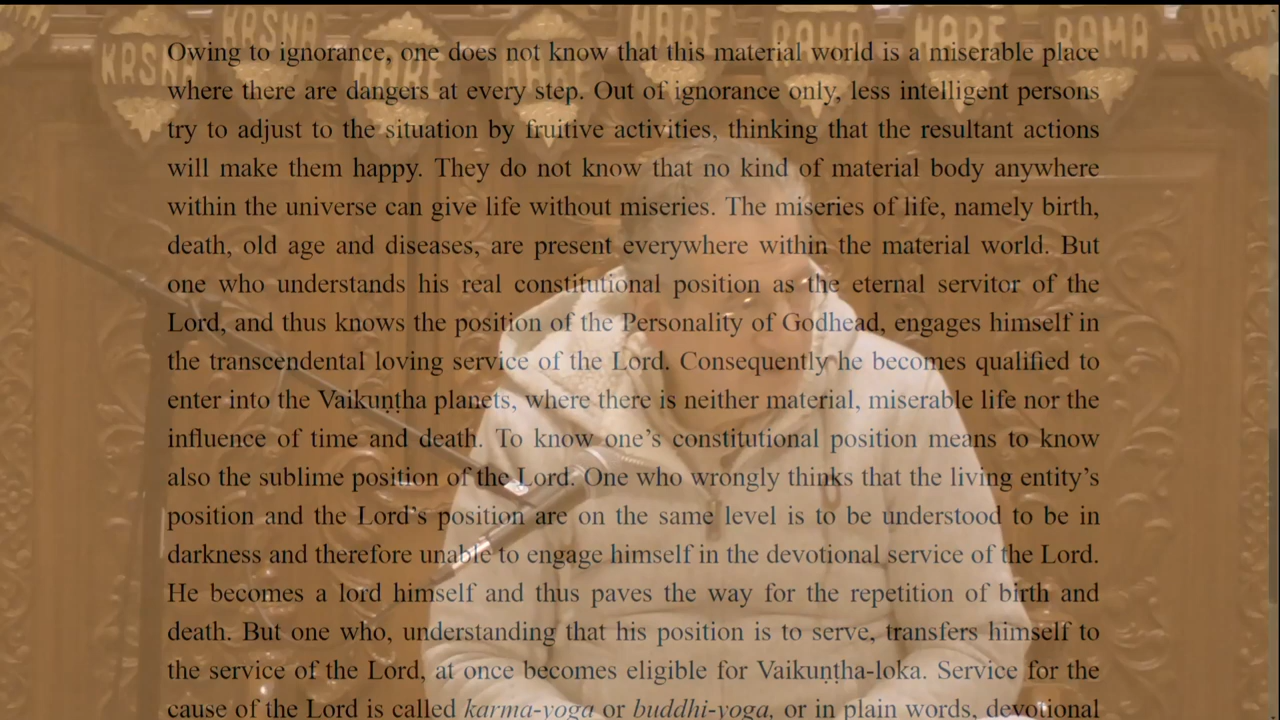 KRSNA
KRSNA
HARE
HARE
HARE
RAMA
HARE
RAMA
Owing to ignorance, one does not know that this material world is a miserable place
where there are dangers at every step. Out of ignorance only, less intelligent persons
try to adjust to the situation by fruitive activities, thinking that the resultant actions
will make them happy. They do not know that no kind of material body anywhere
within the universe can give life without miseries. The miseries of life, namely birth,
death, old age and diseases, are present everywhere within the material world. But
one who understands his real constitutional position as the eternal servitor of the
Lord, and thus knows the position of the Personality of Godhead, engages himself in
the transcendental loving service of the Lord. Consequently he becomes qualified to
enter into the Vaikuṇṭha planets, where there is neither material, miserable life nor the
influence of time and death. To know one’s constitutional position means to know
also the sublime position of the Lord. One who wrongly thinks that the living entity’s
position and the Lord’s position are on the same level is to be understood to be in
darkness and therefore unable to engage himself in the devotional service of the Lord.
He becomes a lord himself and thus paves the way for the repetition of birth and
death. But one who, understanding that his position is to serve, transfers himself to
the service of the Lord, at once becomes eligible for Vaikuṇṭha-loka. Service for the
cause of the Lord is called karma-yoga or buddhi-yoga, or in plain words, devotional